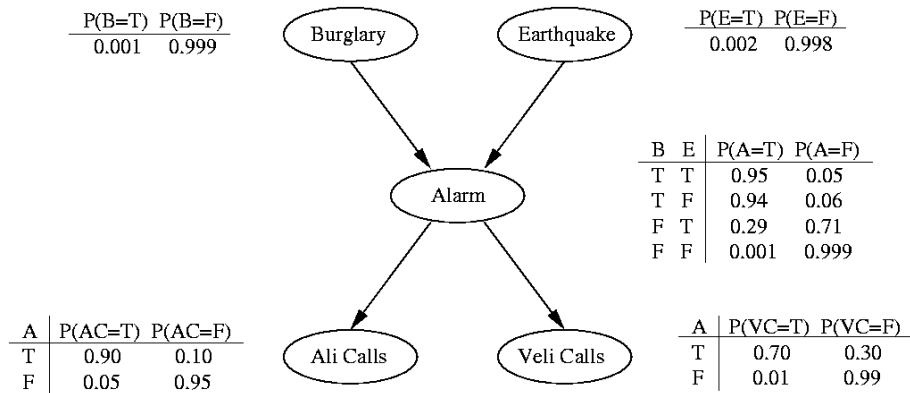 P(B=T) P(B=F)
0.001 0.999
Burglary
Earthquake
P(E=T) P(E=F)
0.002 0.998
B E P(A=T) P(A=F)
T T 0.95 0.05
T F 0.94 0.06
F T 0.29 0.71
F F 0.001 0.999
Alarm
A P(AC=T) P(AC=F)
T 0.90 0.10
F 0.05 0.95
Ali Calls
Veli Calls
A P(VC=T) P(VC=F)
T 0.70 0.30
F 0.01 0.99